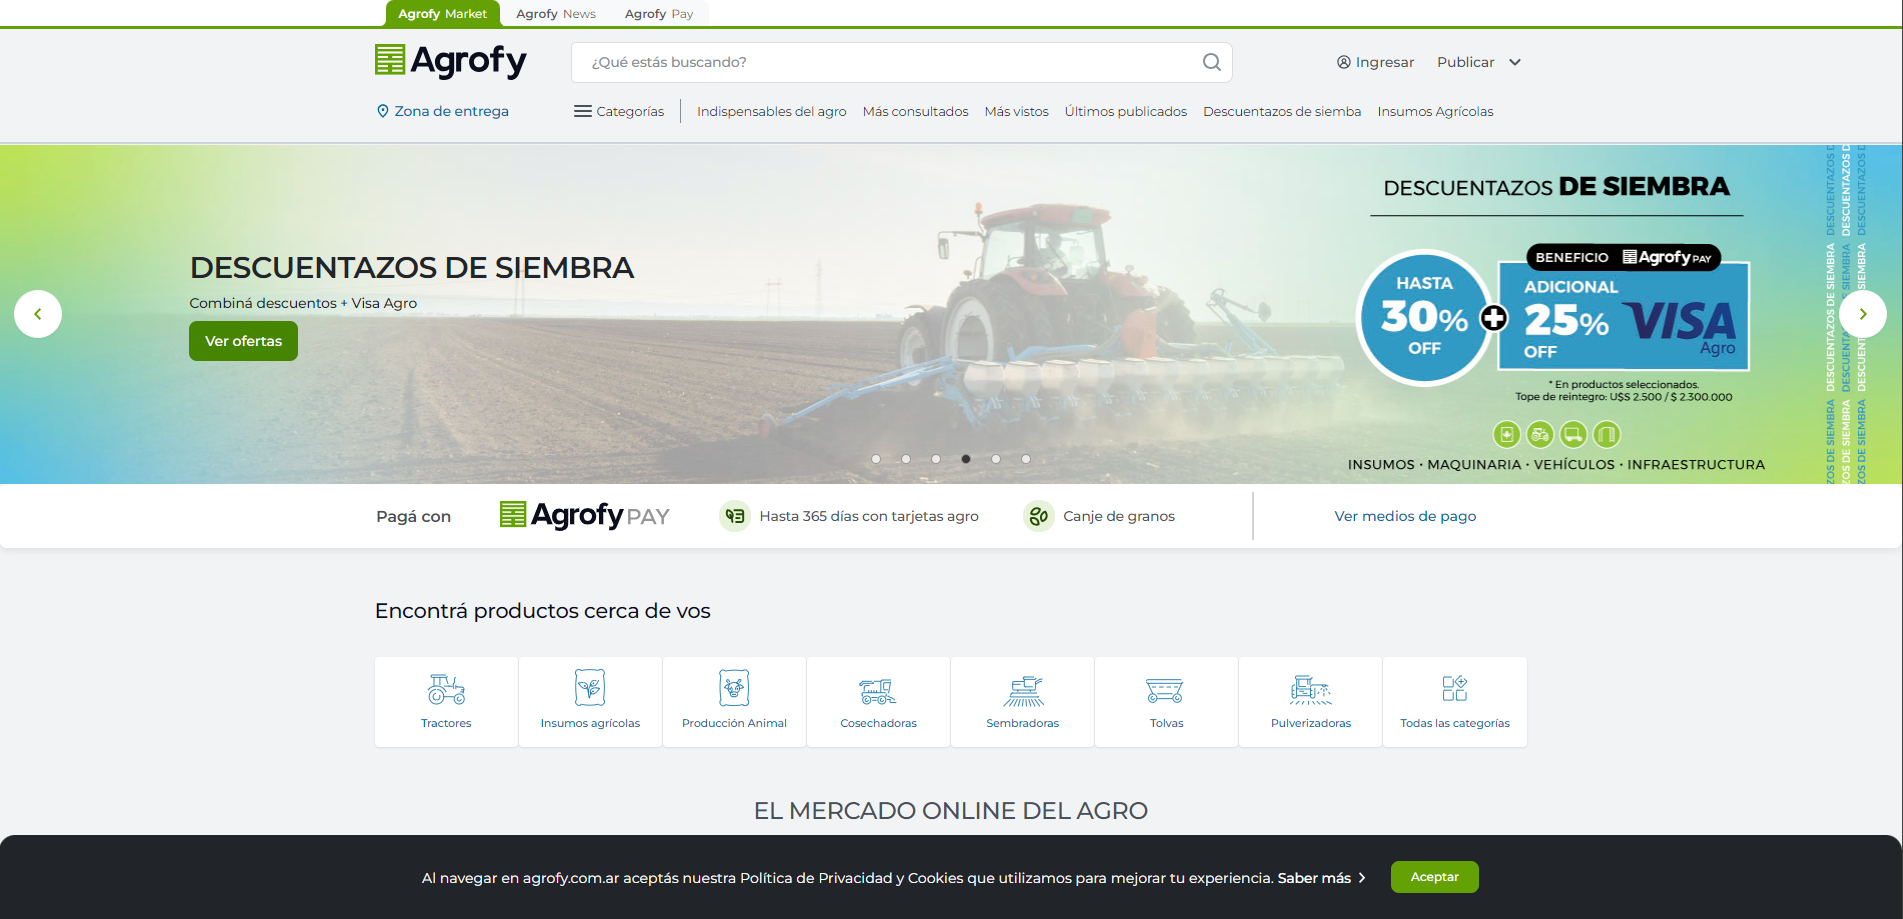 Agrofy Market
Agrofy News
Agrofy Pay
Agrofy
¿Qué estás buscando?
Ingresar
Publicar
Zona de entrega
Categorías
Indispensables del agro
Más consultados
Más vistos
Últimos publicados
Descuentazos de siemba
Insumos Agrícolas
DESCUENTAZOS DE SIEMBRA
Combiná descuentos + Visa Agro
Ver ofertas
DESCUENTAZOS DE SIEMBRA
BENEFICIO Agrofy PAY
HASTA
30%
OFF
ADICIONAL
25%
OFF
VISA
Agro
* En productos seleccionados.
Tope de reintegro: U$S 2.500 / $ 2.300.000
INSUMOS · MAQUINARIA · VEHÍCULOS · INFRAESTRUCTURA
DESCUENTAZOS DE SIEMBRA
DESCUENTAZOS DE SIEMBRA
DESCUENTAZOS DE SIEMBRA
Pagá con
Agrofy PAY
Hasta 365 días con tarjetas agro
Canje de granos
Ver medios de pago
Encontrá productos cerca de vos
Tractores
Insumos agrícolas
Producción Animal
Cosechadoras
Sembradoras
Tolvas
Pulverizadoras
Todas las categorías
EL MERCADO ONLINE DEL AGRO
Al navegar en agrofy.com.ar aceptás nuestra Política de Privacidad y Cookies que utilizamos para mejorar tu experiencia. Saber más
Aceptar